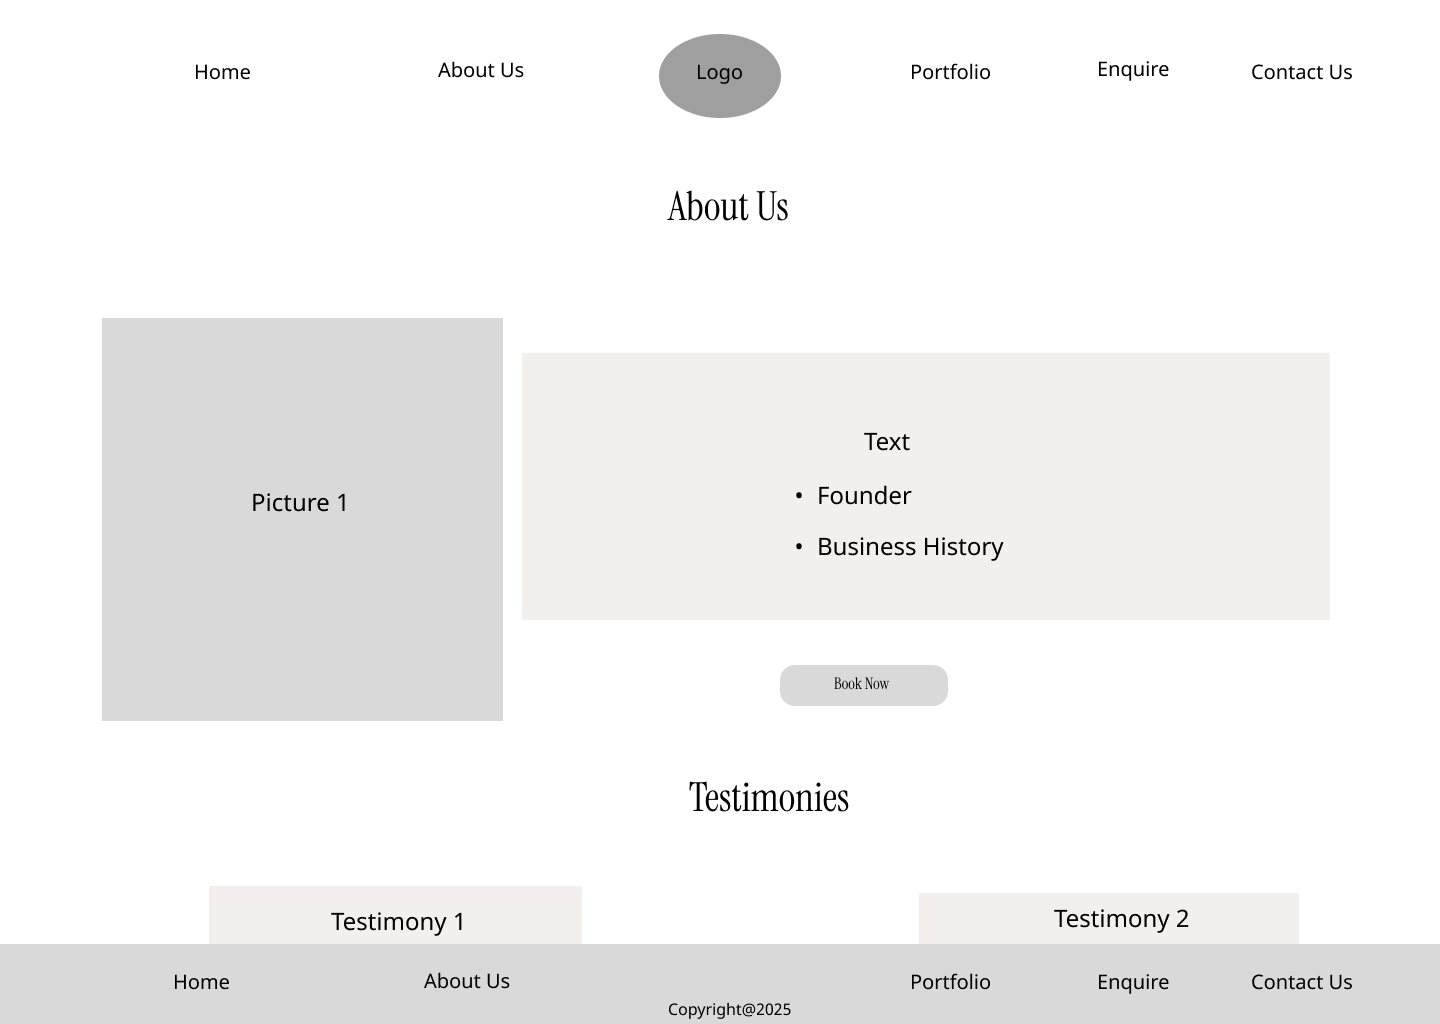 Home
About Us
Logo
Portfolio
Enquire
Contact Us
About Us
Picture 1
Text
• Founder
• Business History
Book Now
Testimonies
Testimony 1
Testimony 2
Home
About Us
Portfolio
Enquire
Contact Us
Copyright@2025